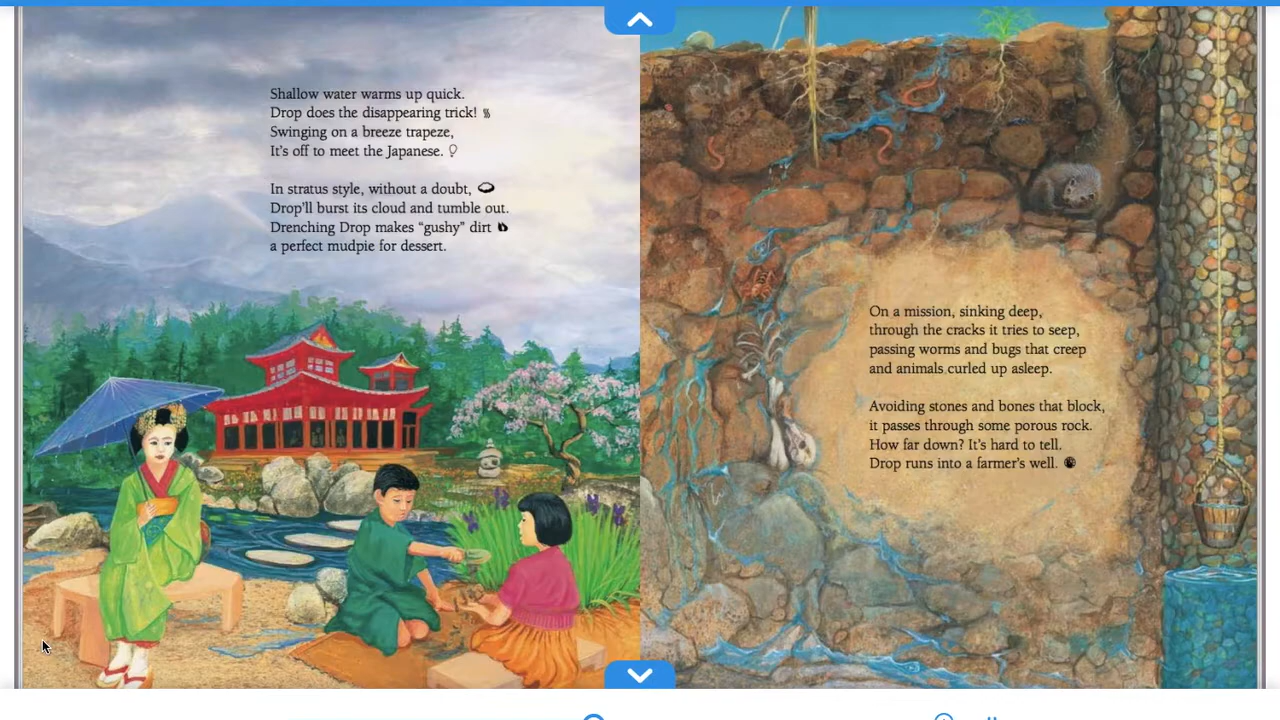 Shallow water warms up quick.
Drop does the disappearing trick!
Swinging on a breeze trapeze,
It's off to meet the Japanese.
In stratus style, without a doubt,
Drop'll burst its cloud and tumble out.
Drenching Drop makes “gushy” dirt
a perfect mudpie for dessert.
On a mission, sinking deep,
through the cracks it tries to seep,
passing worms and bugs that creep
and animals curled up asleep.
Avoiding stones and bones that block,
it passes through some porous rock.
How far down? It's hard to tell.
Drop runs into a farmer's well.